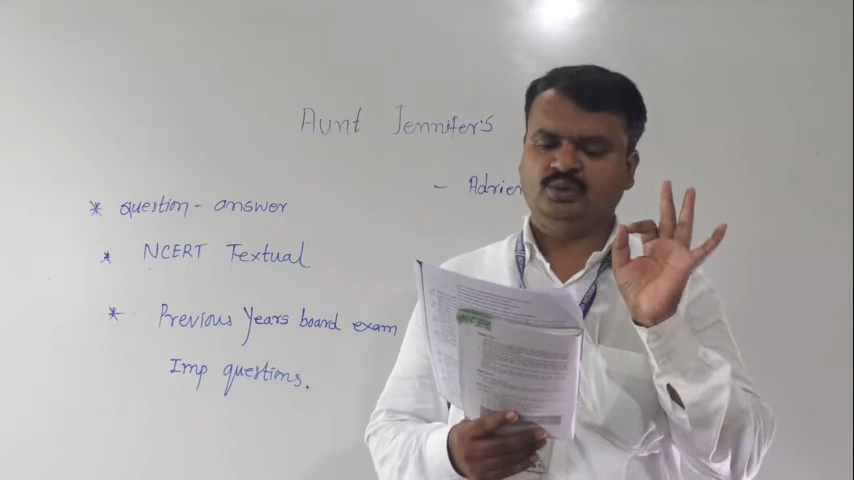 Aunt Jennifer's
- Adrien
* question - answer
* NCERT Textual
* Previous Years board exam
Imp questions.